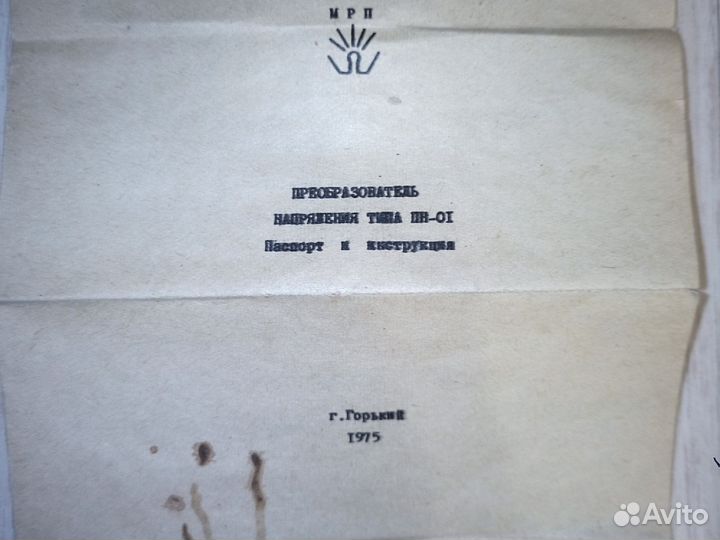 МРП
ПРЕОБРАЗОВАТЕЛЬ
НАПРЯЖЕНИЯ ТИПА ПН-01
Паспорт и инструкция
г.Горький
1975
Avito